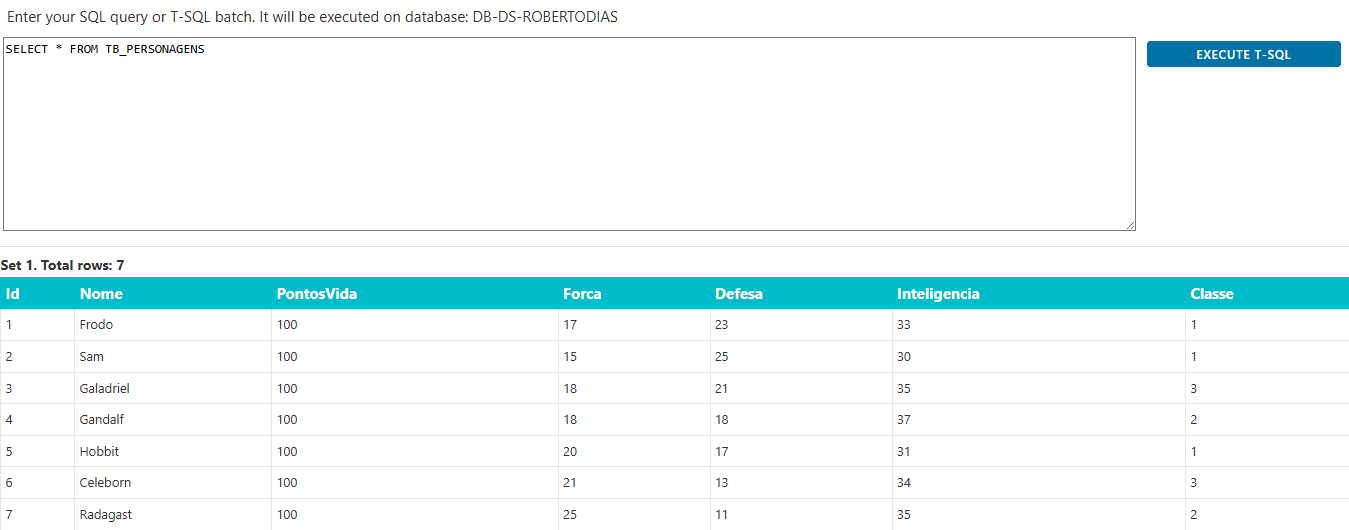 Enter your SQL query or T-SQL batch. It will be executed on database: DB-DS-ROBERTODIAS
SELECT * FROM TB_PERSONAGENS
EXECUTE T-SQL
Set 1. Total rows: 7
Id Nome PontosVida Forca Defesa Inteligencia Classe
1 Frodo 100 17 23 33 1
2 Sam 100 15 25 30 1
3 Galadriel 100 18 21 35 3
4 Gandalf 100 18 18 37 2
5 Hobbit 100 20 17 31 1
6 Celeborn 100 21 13 34 3
7 Radagast 100 25 11 35 2